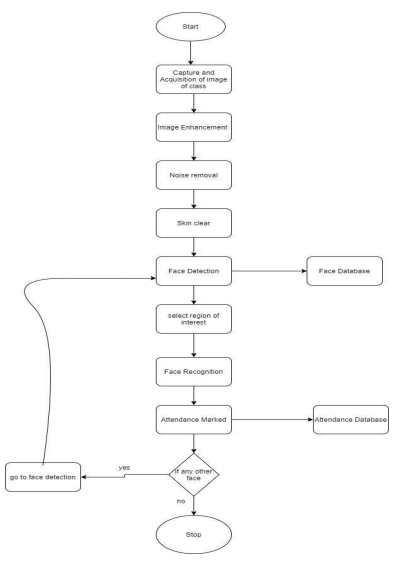 Start
Capture and
Acquisition of image
of class
Image Enhancement
Noise removal
Skin clear
Face Detection
Face Database
select region of
interest
Face Recognition
Attendance Marked
Attendance Database
if any other
face
yes
go to face detection
no
Stop